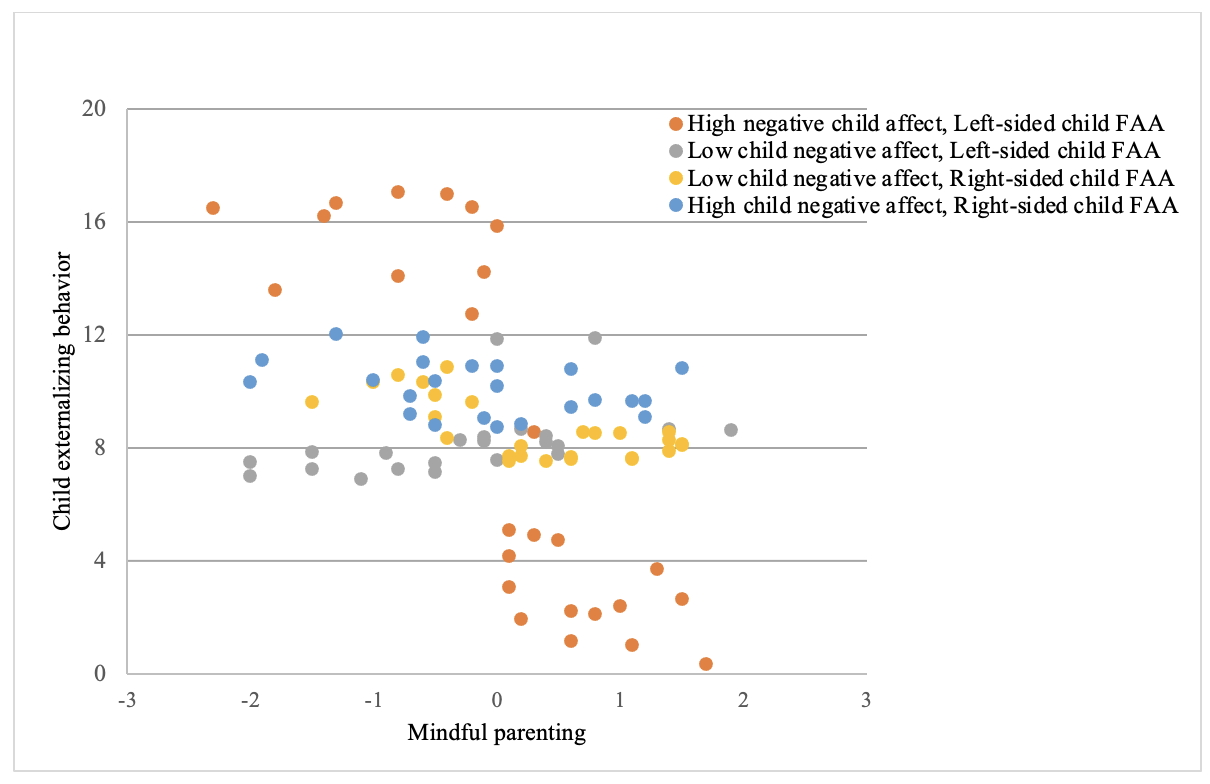 20
16
12
8
4
0
-3
-2
-1
0
1
2
3
Child externalizing behavior
Mindful parenting
High negative child affect, Left-sided child FAA
Low child negative affect, Left-sided child FAA
Low child negative affect, Right-sided child FAA
High child negative affect, Right-sided child FAA